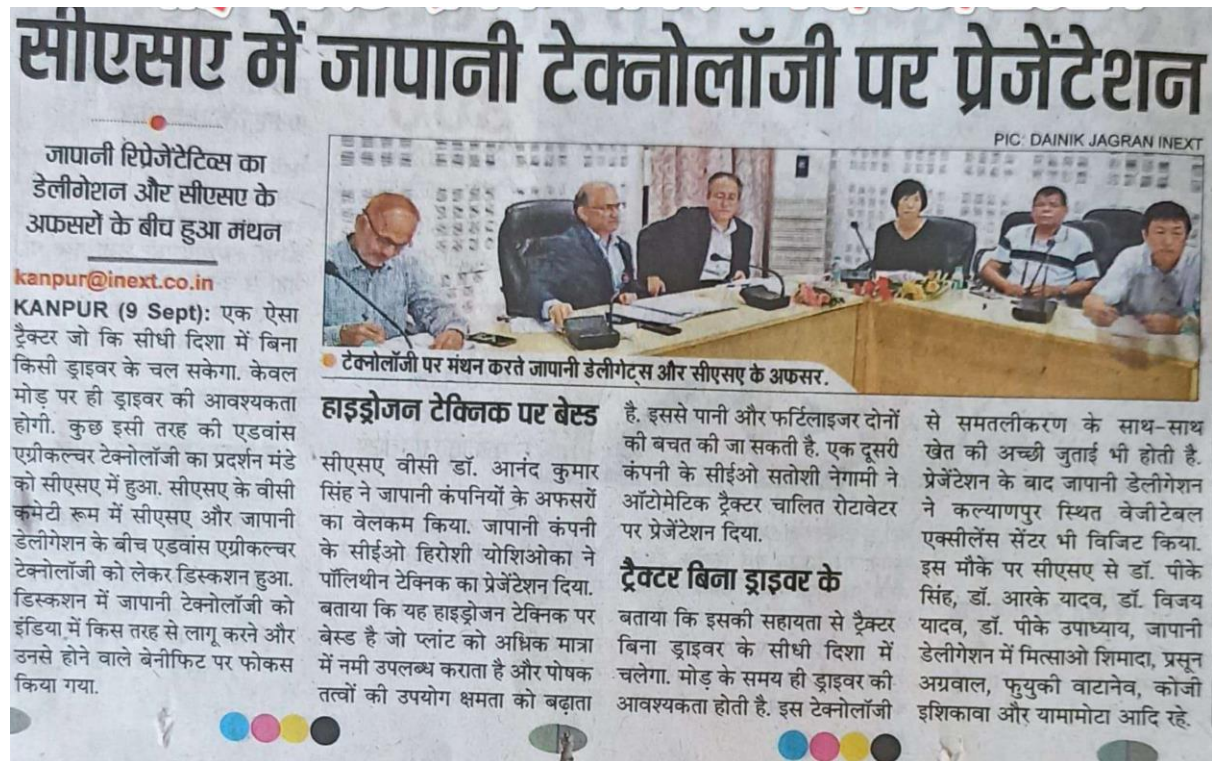 सीएसए में जापानी टेक्नोलॉजी पर प्रेजेंटेशन
जापानी रिप्रेजेंटेटिव्स का
डेलीगेशन और सीएसए के
अफसरों के बीच हुआ मंथन
kanpur@inext.co.in
KANPUR (9 Sept): एक ऐसा
ट्रैक्टर जो कि सीधी दिशा में बिना
किसी ड्राइवर के चल सकेगा. केवल
मोड़ पर ही ड्राइवर की आवश्यकता
होगी. कुछ इसी तरह की एडवांस
एग्रीकल्चर टेक्नोलॉजी का प्रदर्शन मंडे
को सीएसए में हुआ. सीएसए के वीसी
कमेटी रूम में सीएसए और जापानी
डेलीगेशन के बीच एडवांस एग्रीकल्चर
टेक्नोलॉजी को लेकर डिस्कशन हुआ.
डिस्कशन में जापानी टेक्नोलॉजी को
इंडिया में किस तरह से लागू करने और
उनसे होने वाले बेनीफिट पर फोकस
किया गया.
PIC: DAINIK JAGRAN INEXT
टेक्नोलॉजी पर मंथन करते जापानी डेलीगेट्स और सीएसए के अफसर.
हाइड्रोजन टेक्निक पर बेस्ड
सीएसए वीसी डॉ. आनंद कुमार
सिंह ने जापानी कंपनियों के अफसरों
का वेलकम किया. जापानी कंपनी
के सीईओ हिरोशी योशिओका ने
पॉलिथीन टेक्निक का प्रेजेंटेशन दिया.
बताया कि यह हाइड्रोजन टेक्निक पर
बेस्ड है जो प्लांट को अधिक मात्रा
में नमी उपलब्ध कराता है और पोषक
तत्वों की उपयोग क्षमता को बढ़ाता
है. इससे पानी और फर्टिलाइजर दोनों
की बचत की जा सकती है. एक दूसरी
कंपनी के सीईओ सतोशी नेगामी ने
ऑटोमेटिक ट्रैक्टर चालित रोटावेटर
पर प्रेजेंटेशन दिया.
ट्रैक्टर बिना ड्राइवर के
बताया कि इसकी सहायता से ट्रैक्टर
बिना ड्राइवर के सीधी दिशा में
चलेगा. मोड़ के समय ही ड्राइवर की
आवश्यकता होती है. इस टेक्नोलॉजी
से समतलीकरण के साथ-साथ
खेत की अच्छी जुताई भी होती है.
प्रेजेंटेशन के बाद जापानी डेलीगेशन
ने कल्याणपुर स्थित वेजीटेबल
एक्सीलेंस सेंटर भी विजिट किया.
इस मौके पर सीएसए से डॉ. पीके
सिंह, डॉ. आरके यादव, डॉ. विजय
यादव, डॉ. पीके उपाध्याय, जापानी
डेलीगेशन में मित्साओ शिमादा, प्रसून
अग्रवाल, फुयुकी वाटानेव, कोजी
इशिकावा और यामामोटा आदि रहे.